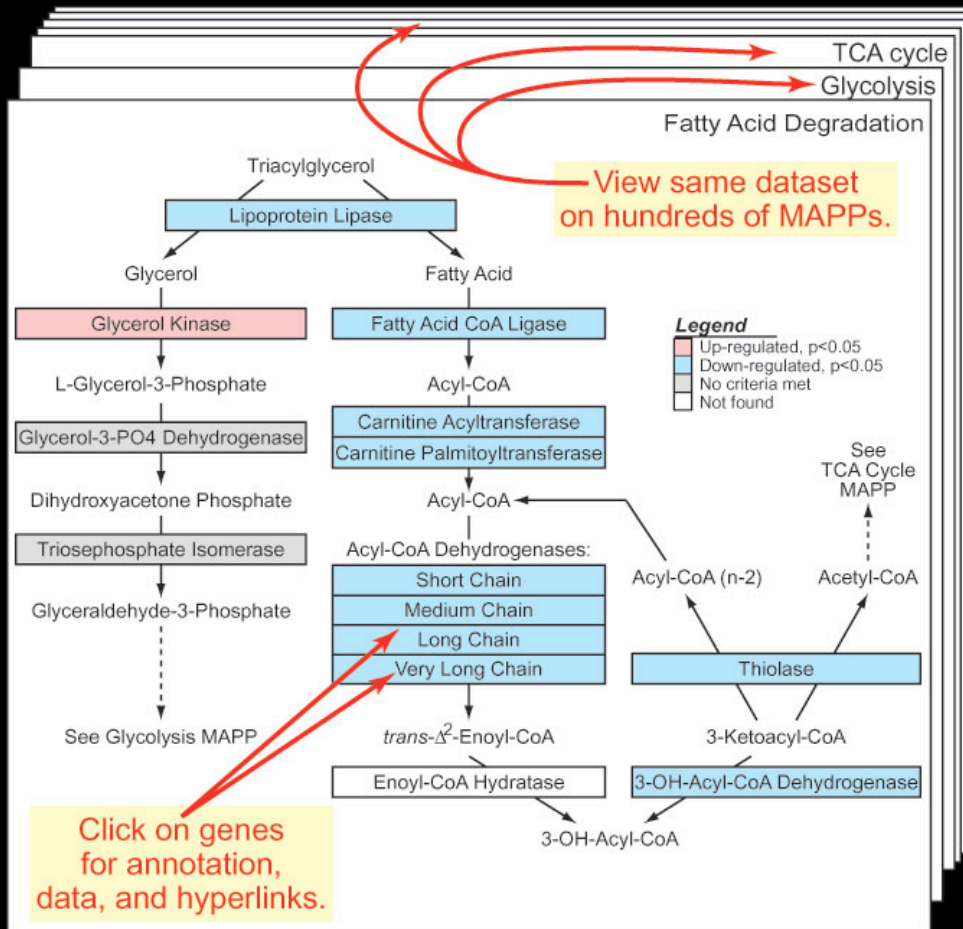 TCA cycle
Glycolysis
Fatty Acid Degradation
View same dataset
on hundreds of MAPPs.
Triacylglycerol
Lipoprotein Lipase
Glycerol
Fatty Acid
Glycerol Kinase
Fatty Acid CoA Ligase
Legend
Up-regulated, p<0.05
Down-regulated, p<0.05
No criteria met
Not found
L-Glycerol-3-Phosphate
Acyl-CoA
Glycerol-3-PO4 Dehydrogenase
Carnitine Acyltransferase
Carnitine Palmitoyltransferase
See
TCA Cycle
MAPP
Dihydroxyacetone Phosphate
Acyl-CoA
Triosephosphate Isomerase
Acyl-CoA Dehydrogenases:
Short Chain
Medium Chain
Long Chain
Very Long Chain
Acyl-CoA (n-2)
Acetyl-CoA
Glyceraldehyde-3-Phosphate
Thiolase
See Glycolysis MAPP
trans-Δ²-Enoyl-CoA
3-Ketoacyl-CoA
Enoyl-CoA Hydratase
3-OH-Acyl-CoA Dehydrogenase
3-OH-Acyl-CoA
Click on genes
for annotation,
data, and hyperlinks.